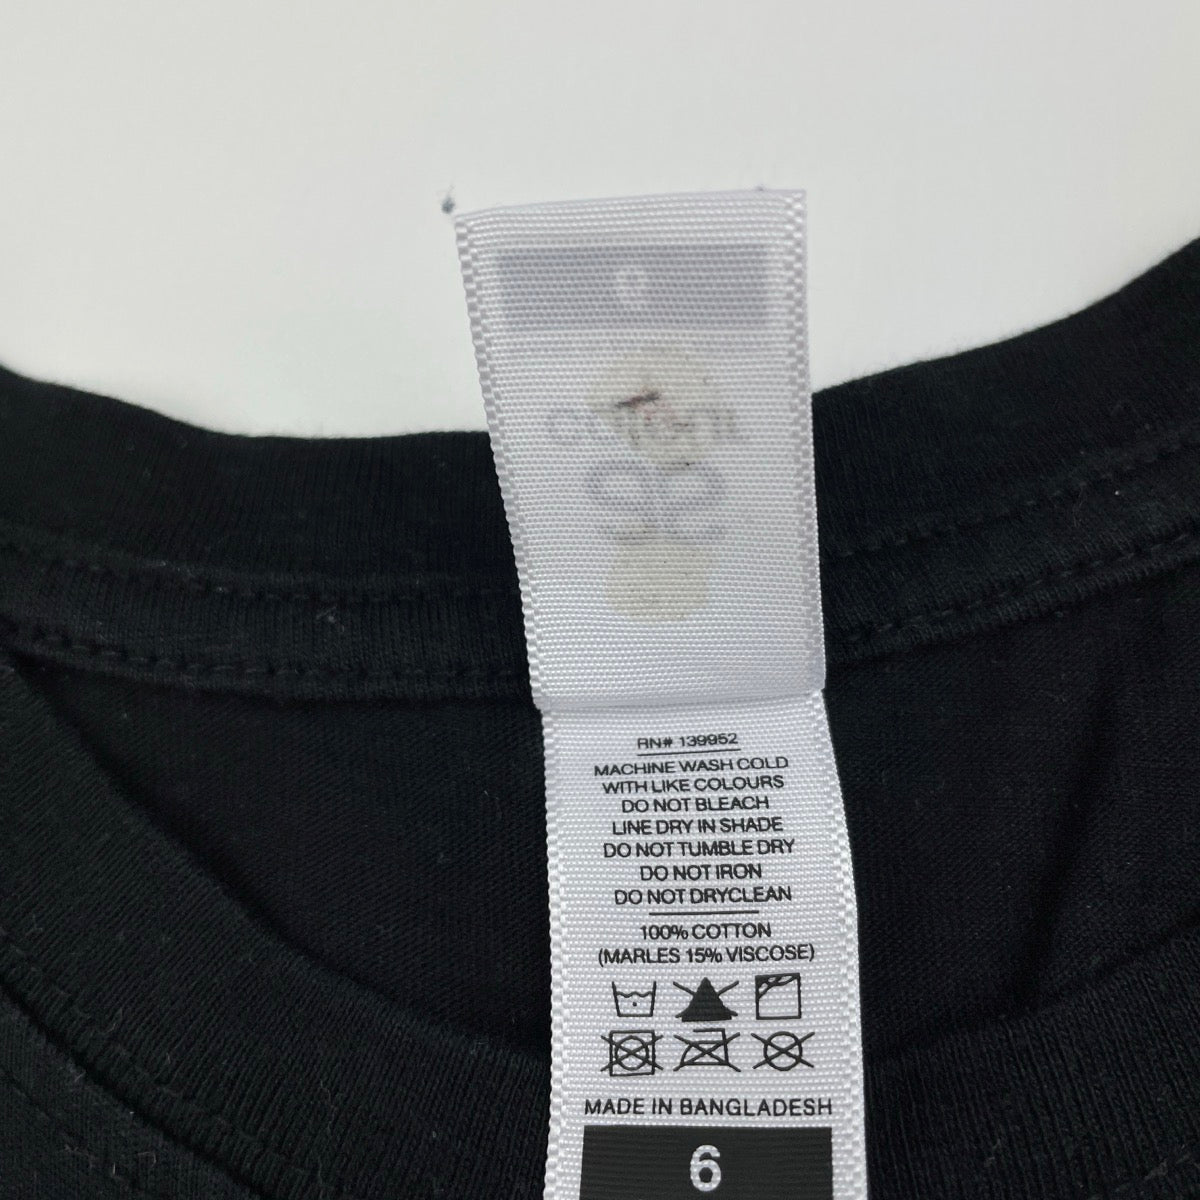 RN# 139952
MACHINE WASH COLD
WITH LIKE COLOURS
DO NOT BLEACH
LINE DRY IN SHADE
DO NOT TUMBLE DRY
DO NOT IRON
DO NOT DRYCLEAN
100% COTTON
(MARLES 15% VISCOSE)
MADE IN BANGLADESH
6